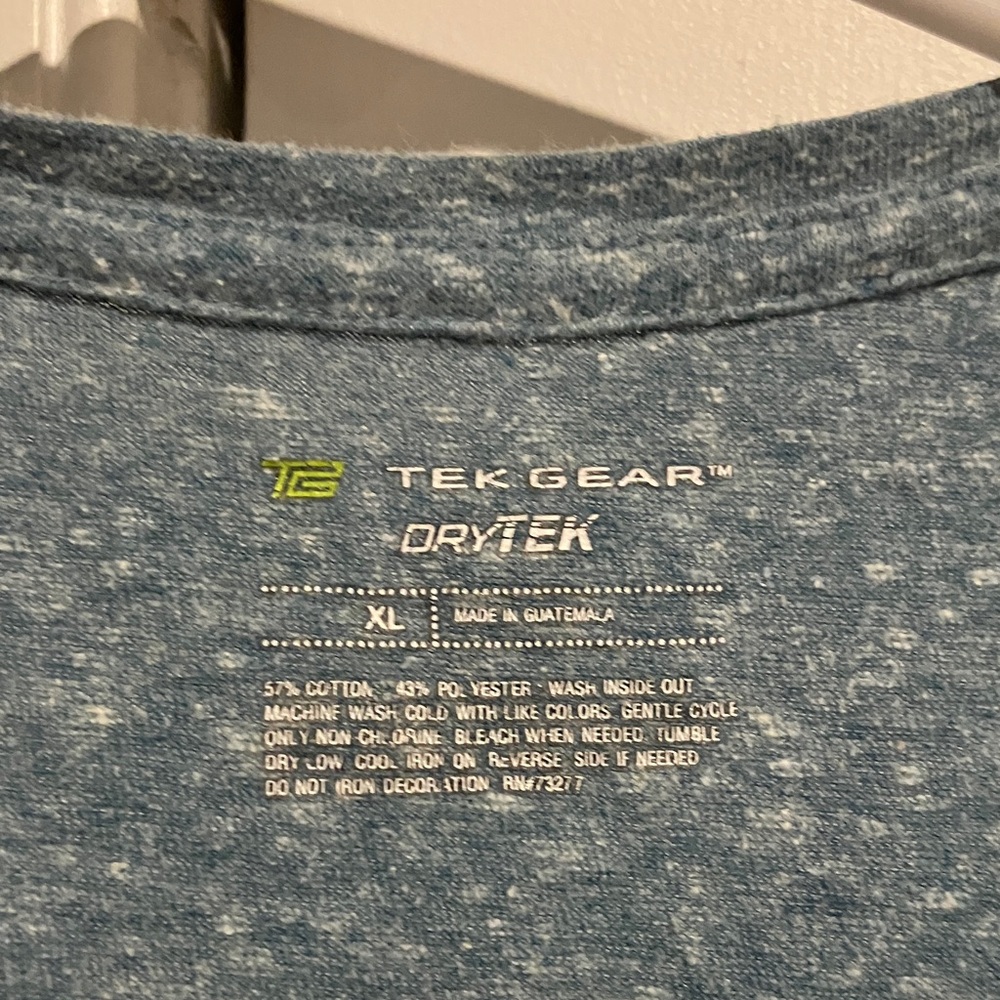 TG TEK GEAR™
DRYTEK
XL MADE IN GUATEMALA
57% COTTON 43% POLYESTER WASH INSIDE OUT
MACHINE WASH COLD WITH LIKE COLORS GENTLE CYCLE
ONLY NON CHLORINE BLEACH WHEN NEEDED. TUMBLE
DRY LOW COOL IRON ON REVERSE SIDE IF NEEDED
DO NOT IRON DECORATION RN#73277